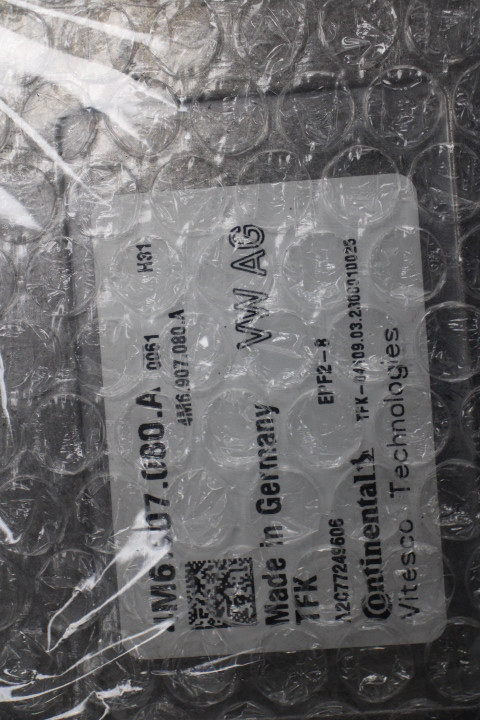 0061 H31
4M6.907.080.A
VW AG
Made in Germany
TFK EPF2-8
A2C77249606
Continental
Vitesco Technologies